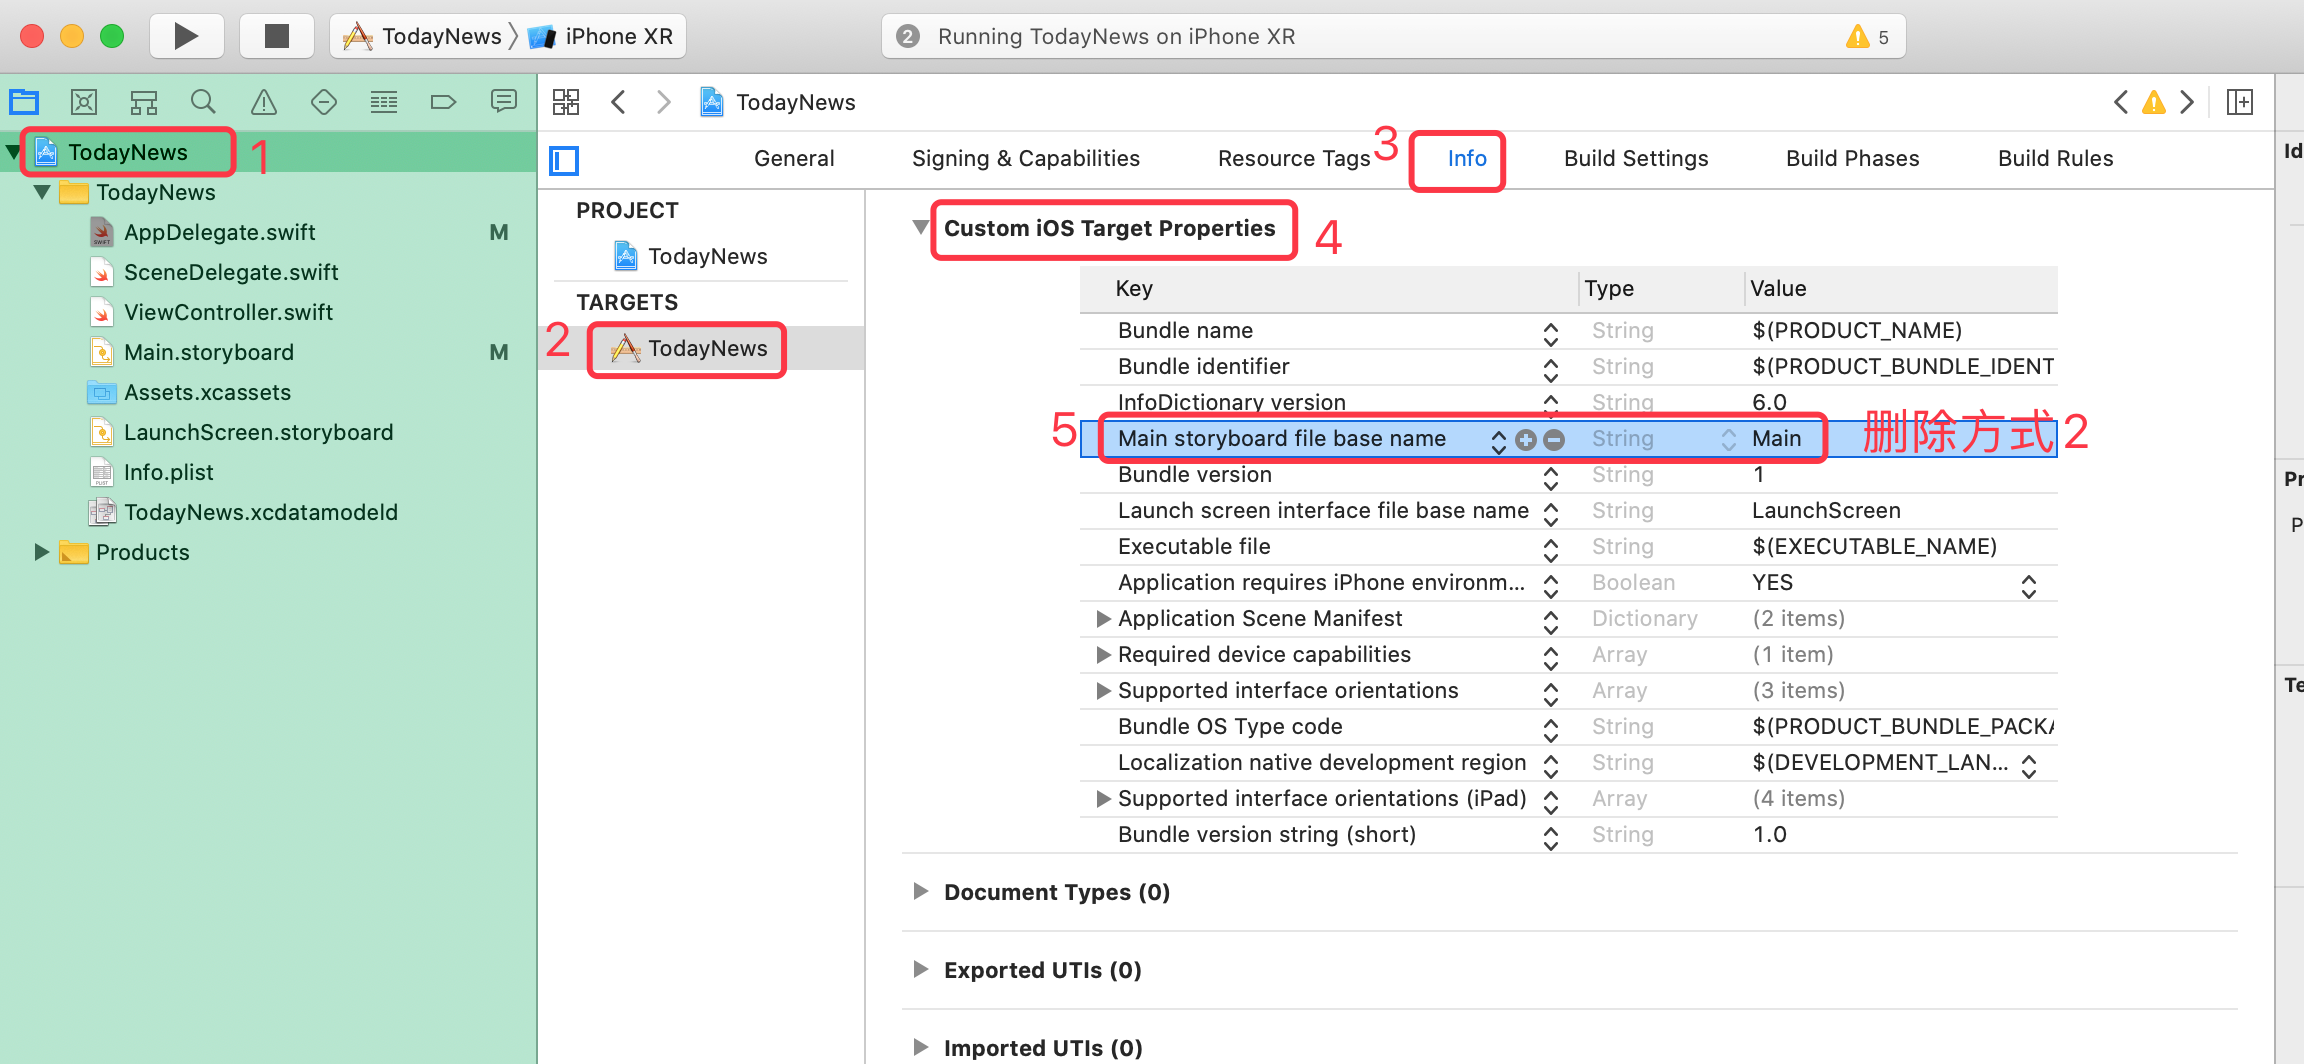 TodayNews 〉 iPhone XR
2 Running TodayNews on iPhone XR 5
TodayNews
General Signing & Capabilities Resource Tags 3 Info Build Settings Build Phases Build Rules
TodayNews 1
TodayNews
AppDelegate.swift M
SceneDelegate.swift
ViewController.swift
Main.storyboard M
Assets.xcassets
LaunchScreen.storyboard
Info.plist
TodayNews.xcdatamodeld
Products
PROJECT
TodayNews
TARGETS
2 TodayNews
Custom iOS Target Properties 4
Key Type Value
Bundle name String $(PRODUCT_NAME)
Bundle identifier String $(PRODUCT_BUNDLE_IDENT
InfoDictionary version String 6.0
5 Main storyboard file base name String Main 删除方式2
Bundle version String 1
Launch screen interface file base name String LaunchScreen
Executable file String $(EXECUTABLE_NAME)
Application requires iPhone environm... Boolean YES
Application Scene Manifest Dictionary (2 items)
Required device capabilities Array (1 item)
Supported interface orientations Array (3 items)
Bundle OS Type code String $(PRODUCT_BUNDLE_PACKA
Localization native development region String $(DEVELOPMENT_LAN...
Supported interface orientations (iPad) Array (4 items)
Bundle version string (short) String 1.0
Document Types (0)
Exported UTIs (0)
Imported UTIs (0)
Id
Pr
P
Te